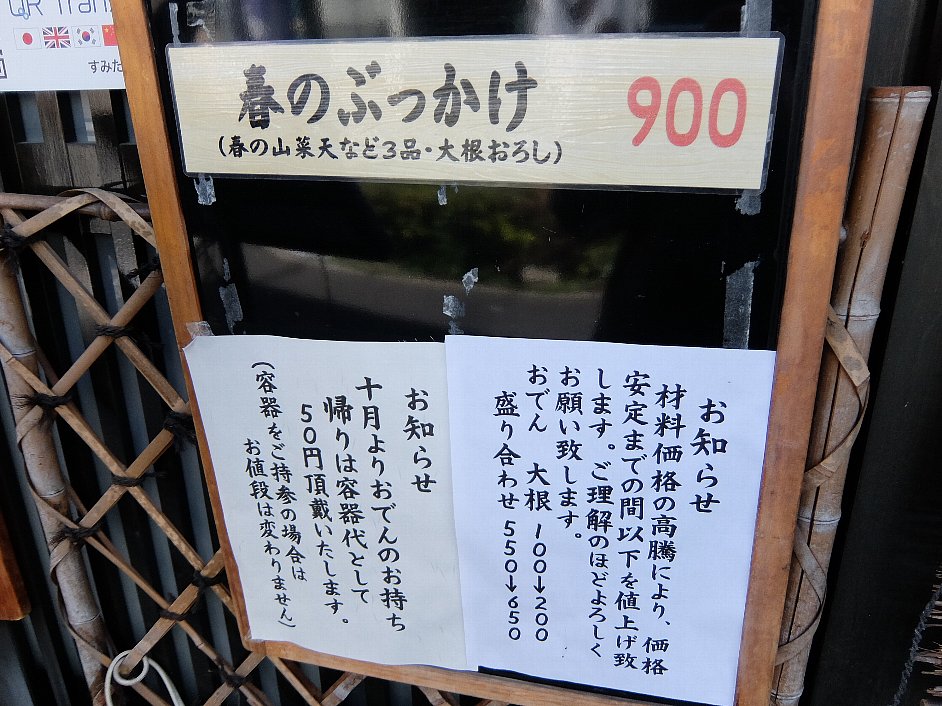 QR Trans
すみだ
春のぶっかけ 900
(春の山菜天など3品・大根おろし)
お知らせ
材料価格の高騰により、価格
安定までの間以下を値上げ致
します。ご理解のほどよろしく
お願い致します。
おでん 大根 100→200
盛り合わせ 550→650
お知らせ
十月よりおでんのお持ち
帰りは容器代として
50円頂戴いたします。
(容器をご持参の場合は
お値段は変わりません)